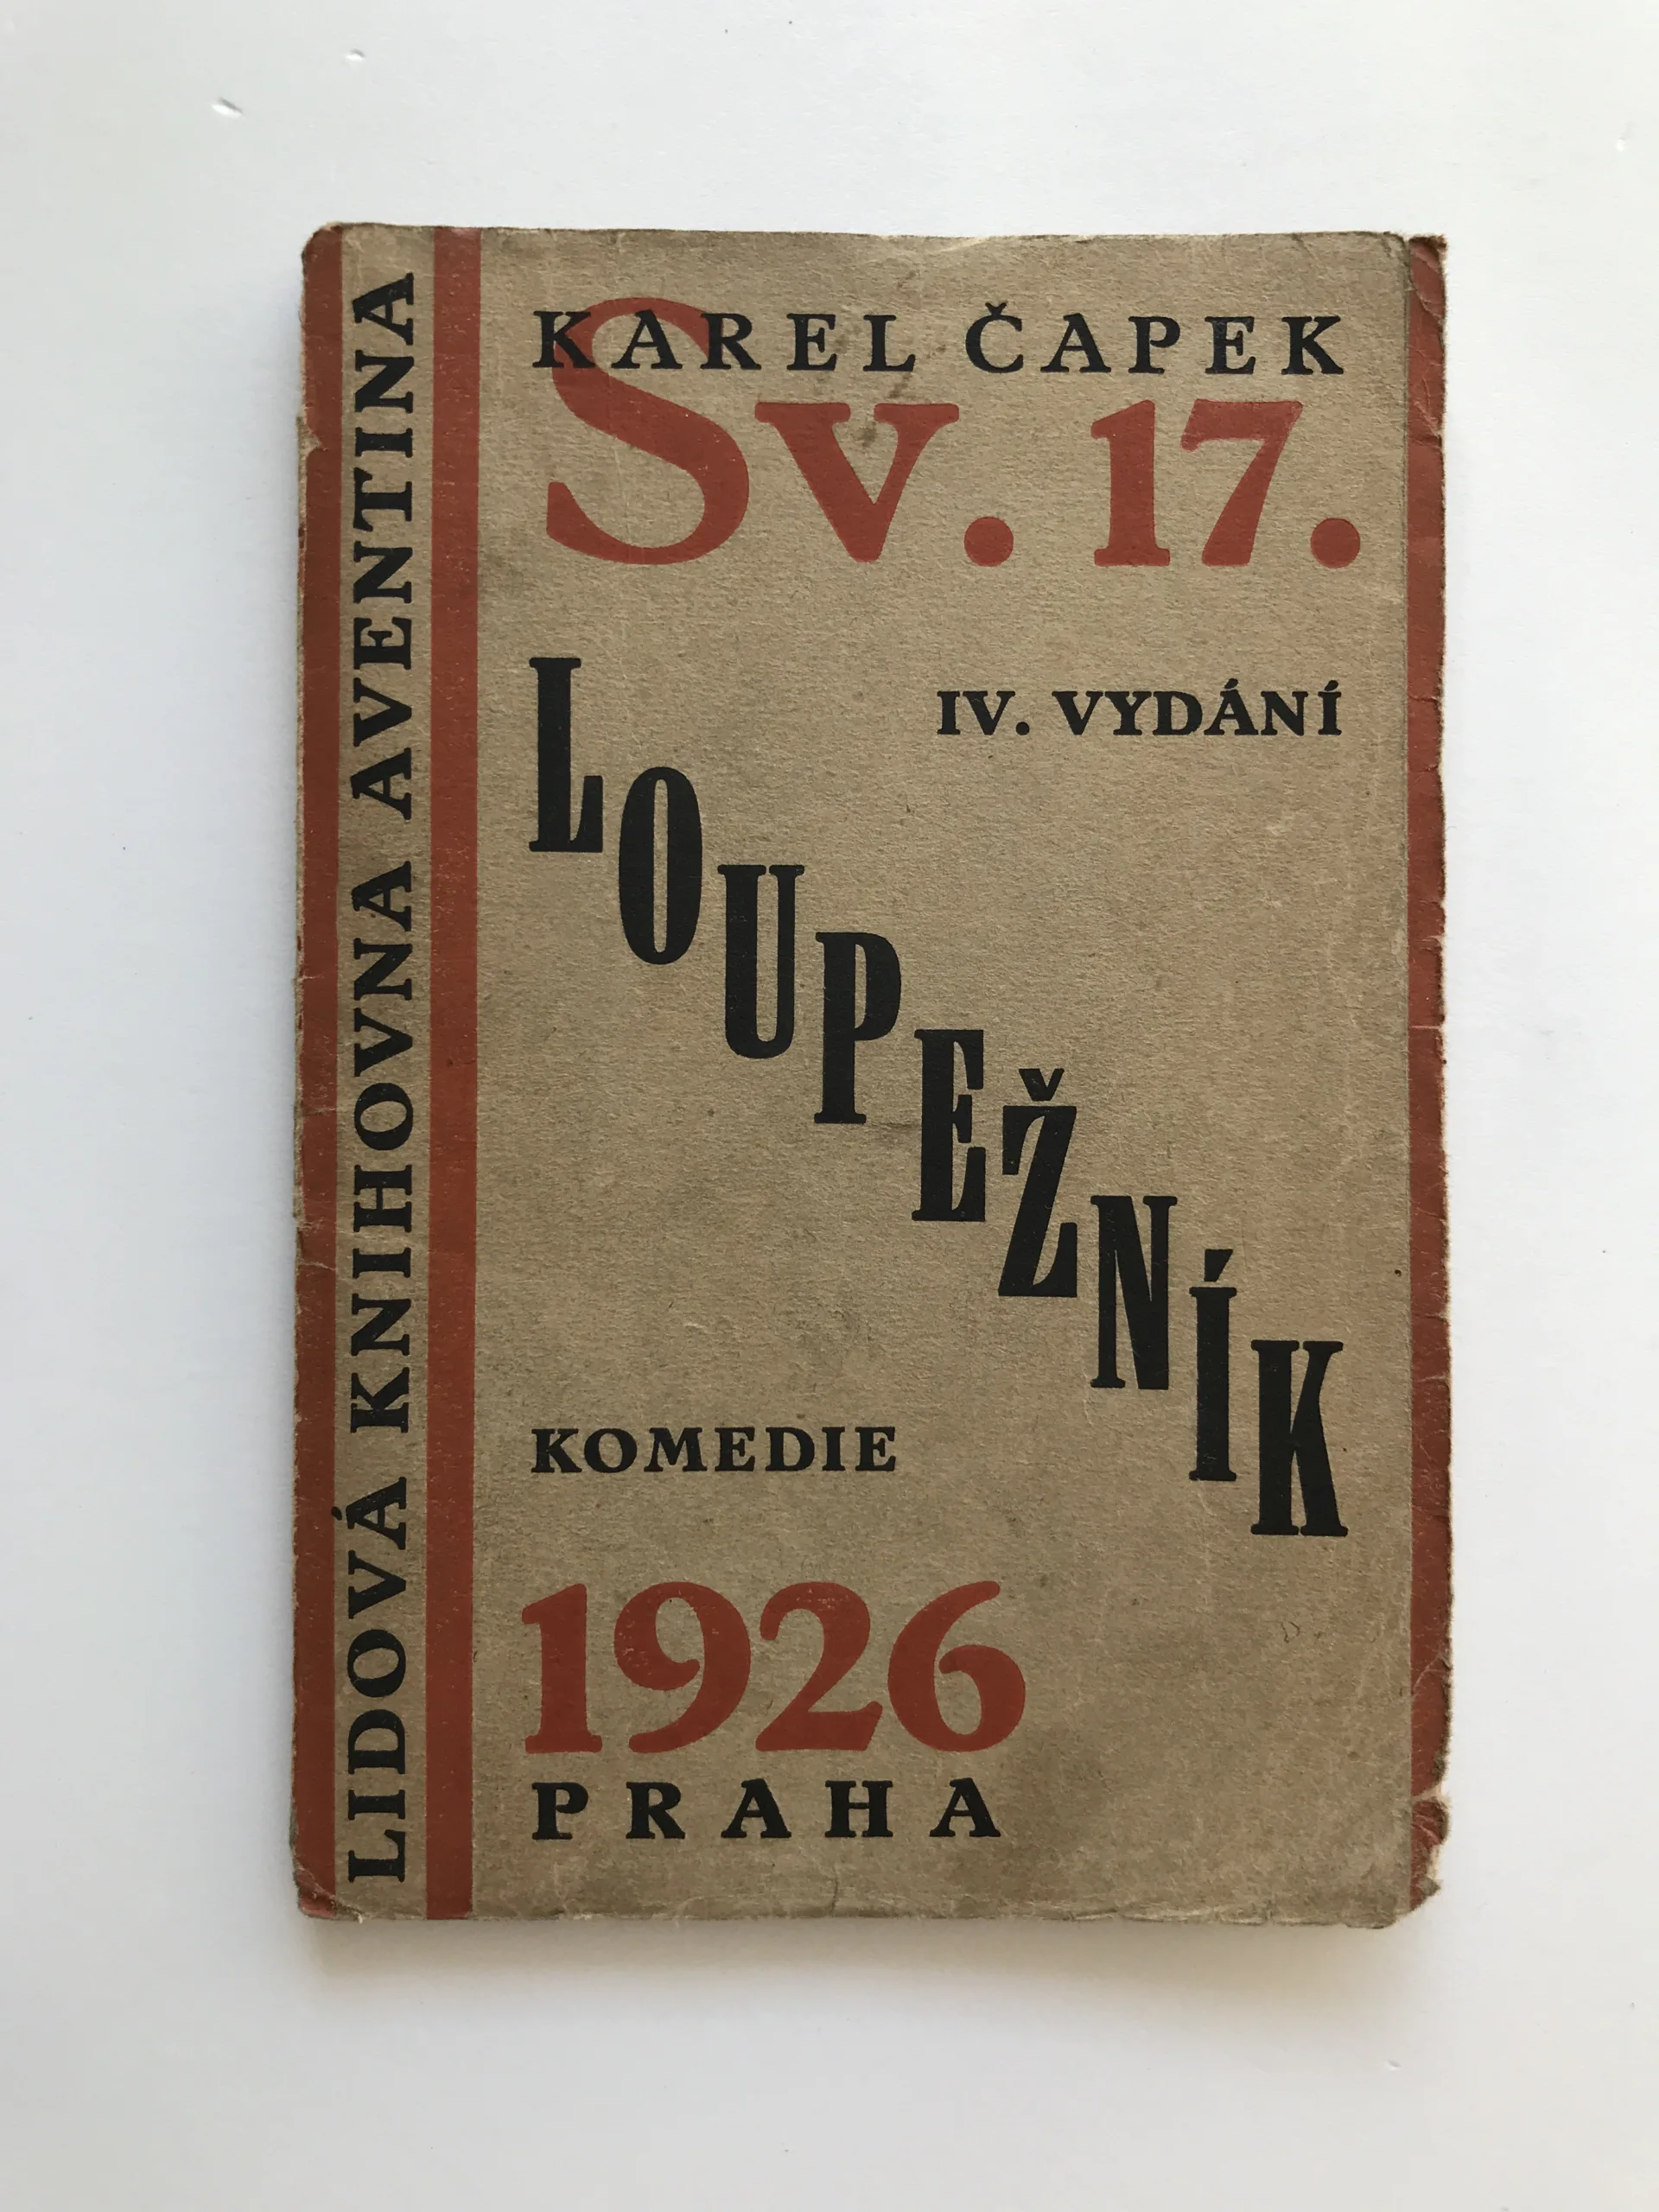 LIDOVÁ KNIHOVNA AVENTINA
KAREL ČAPEK
Sv. 17.
IV. VYDÁNÍ
LOUPEŽNÍK
KOMEDIE
1926
PRAHA